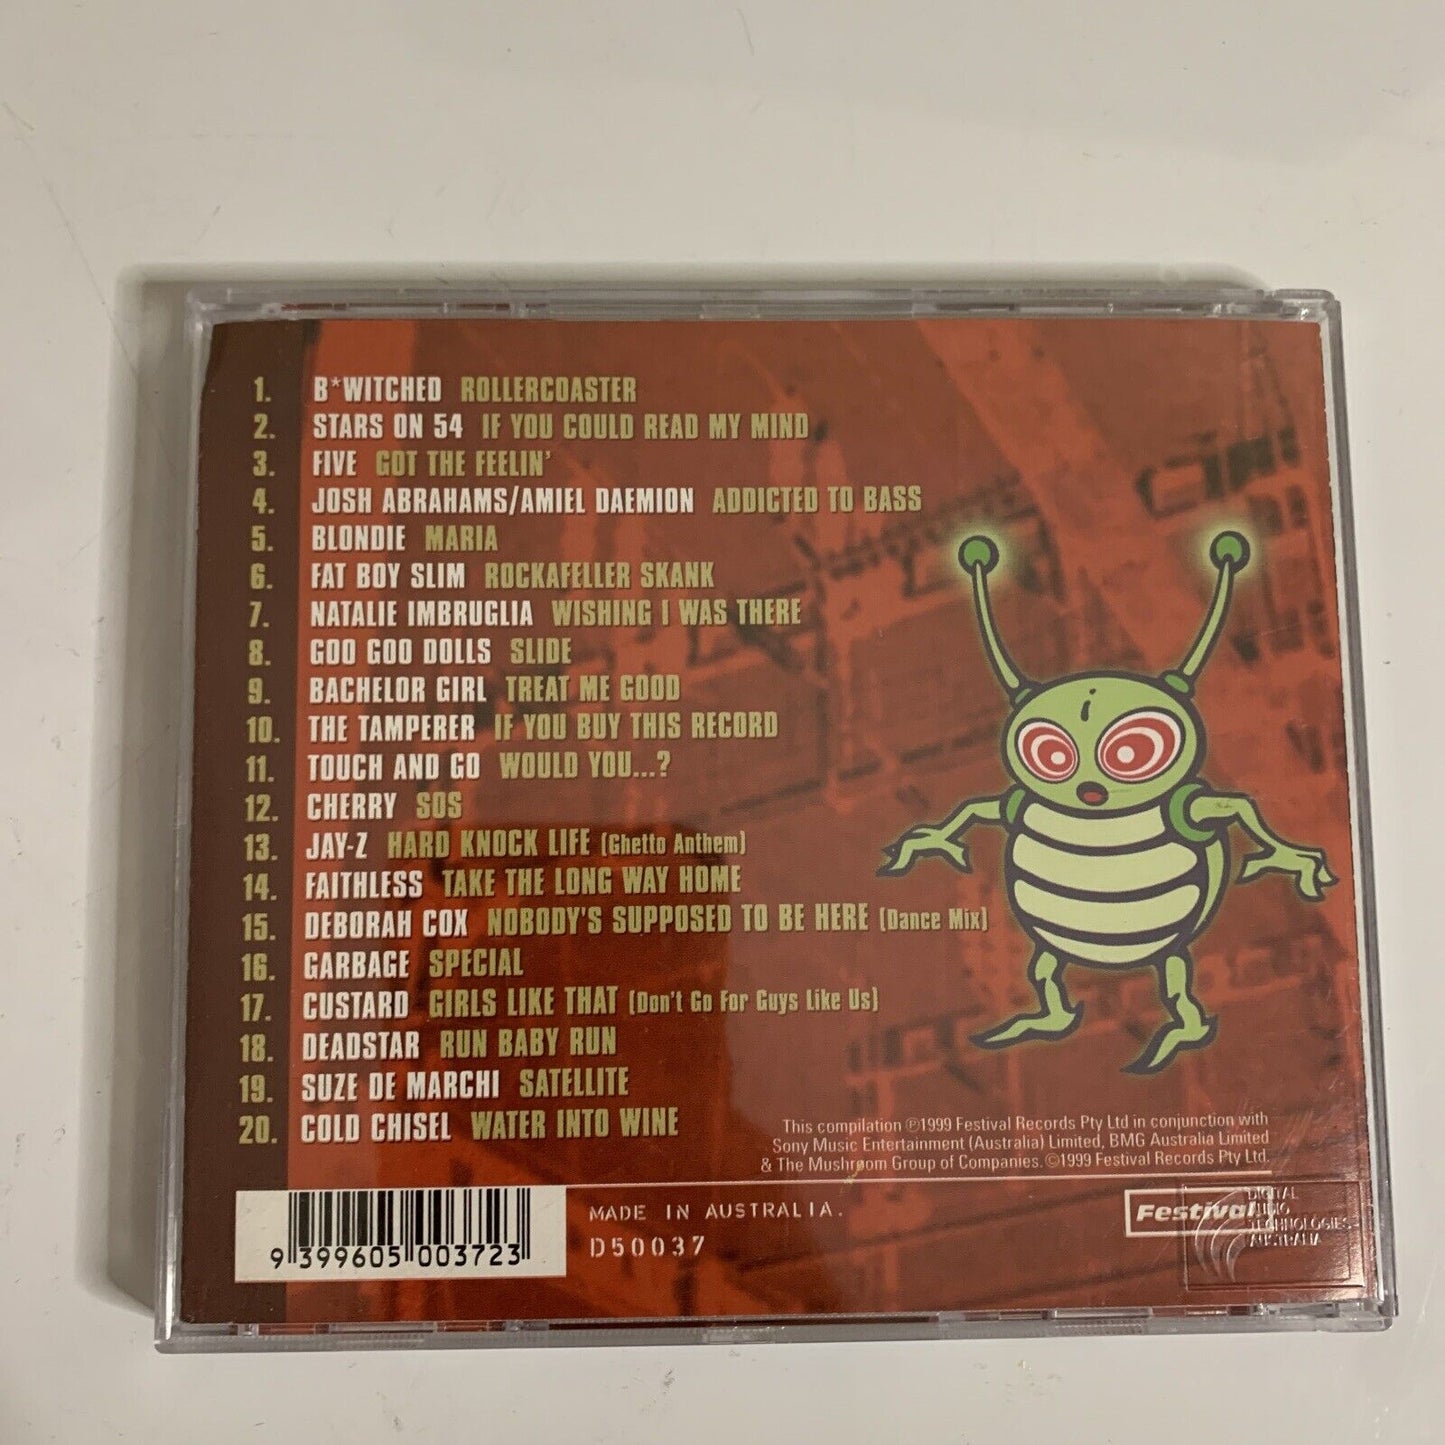 1. B*WITCHED ROLLERCOASTER
2. STARS ON 54 IF YOU COULD READ MY MIND
3. FIVE GOT THE FEELIN'
4. JOSH ABRAHAMS/AMIEL DAEMION ADDICTED TO BASS
5. BLONDIE MARIA
6. FAT BOY SLIM ROCKAFELLER SKANK
7. NATALIE IMBRUGLIA WISHING I WAS THERE
8. GOO GOO DOLLS SLIDE
9. BACHELOR GIRL TREAT ME GOOD
10. THE TAMPERER IF YOU BUY THIS RECORD
11. TOUCH AND GO WOULD YOU...?
12. CHERRY SOS
13. JAY-Z HARD KNOCK LIFE (Ghetto Anthem)
14. FAITHLESS TAKE THE LONG WAY HOME
15. DEBORAH COX NOBODY'S SUPPOSED TO BE HERE (Dance Mix)
16. GARBAGE SPECIAL
17. CUSTARD GIRLS LIKE THAT (Don't Go For Guys Like Us)
18. DEADSTAR RUN BABY RUN
19. SUZE DE MARCHI SATELLITE
20. COLD CHISEL WATER INTO WINE
This compilation ℗1999 Festival Records Pty Ltd in conjunction with
Sony Music Entertainment (Australia) Limited, BMG Australia Limited
& The Mushroom Group of Companies. ©1999 Festival Records Pty Ltd.
9 399605 003723
MADE IN AUSTRALIA.
D50037
Festival
DIGITAL
AUDIO
TECHNOLOGIES
AUSTRALIA